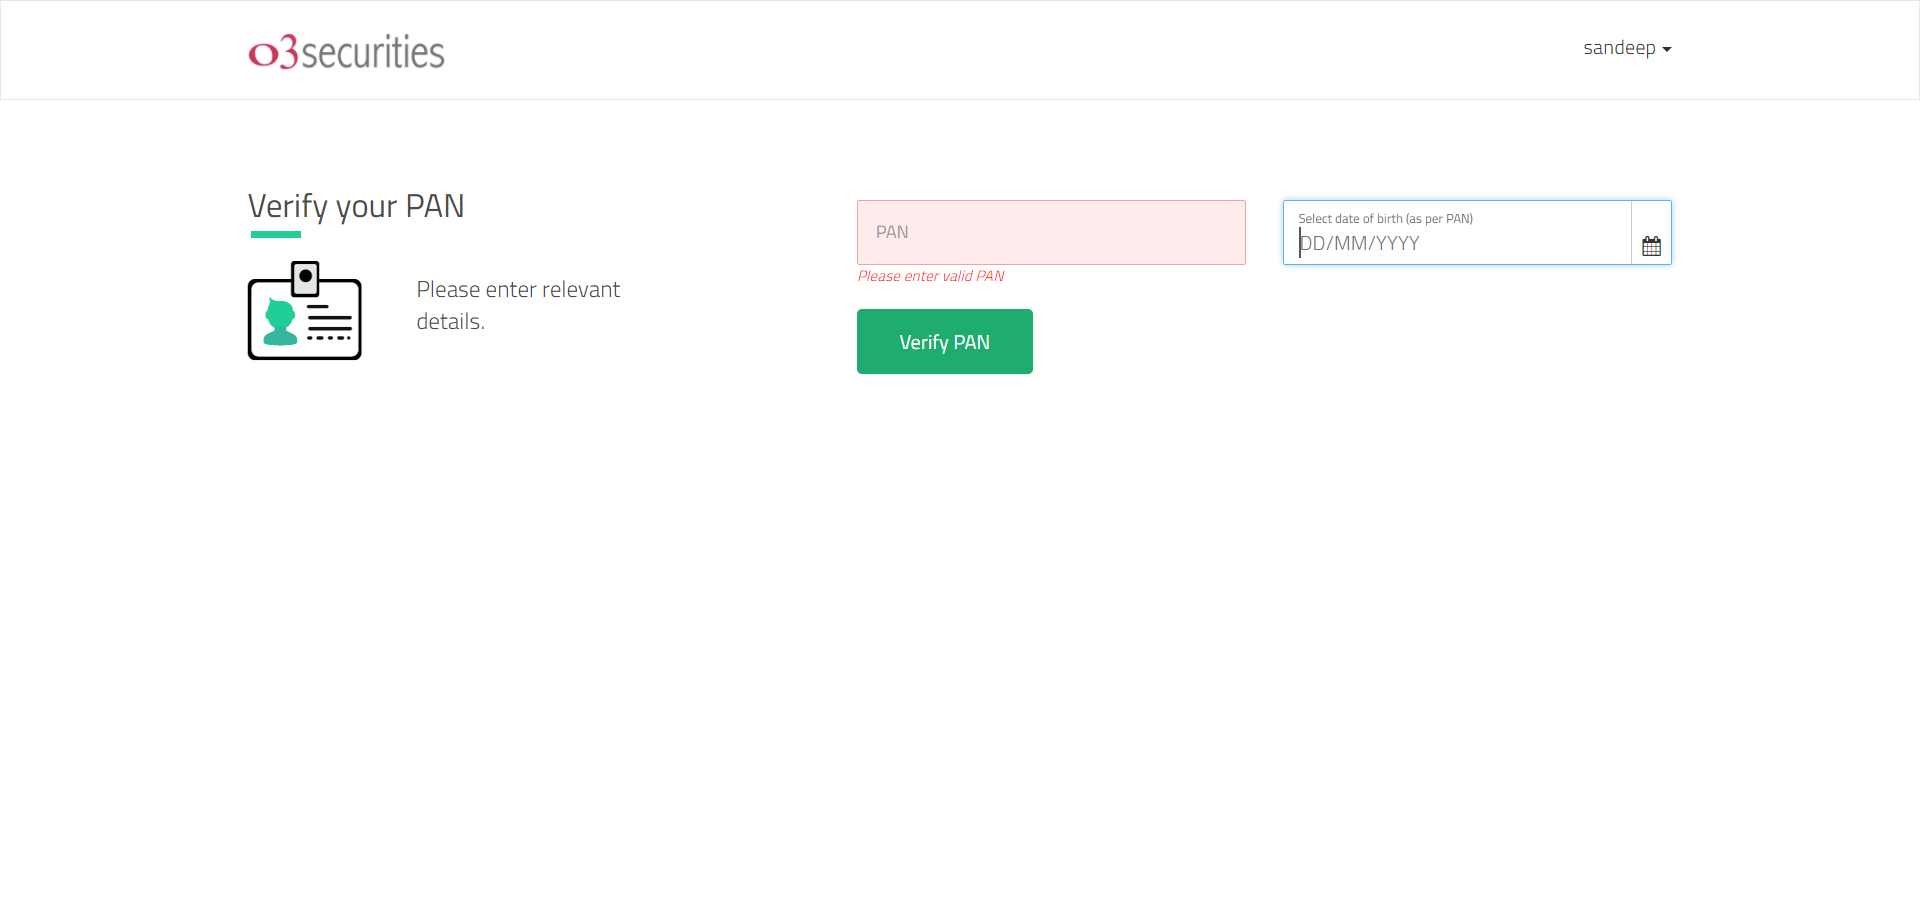 o3securities
sandeep
Verify your PAN
Please enter relevant
details.
PAN
Please enter valid PAN
Select date of birth (as per PAN)
DD/MM/YYYY
Verify PAN